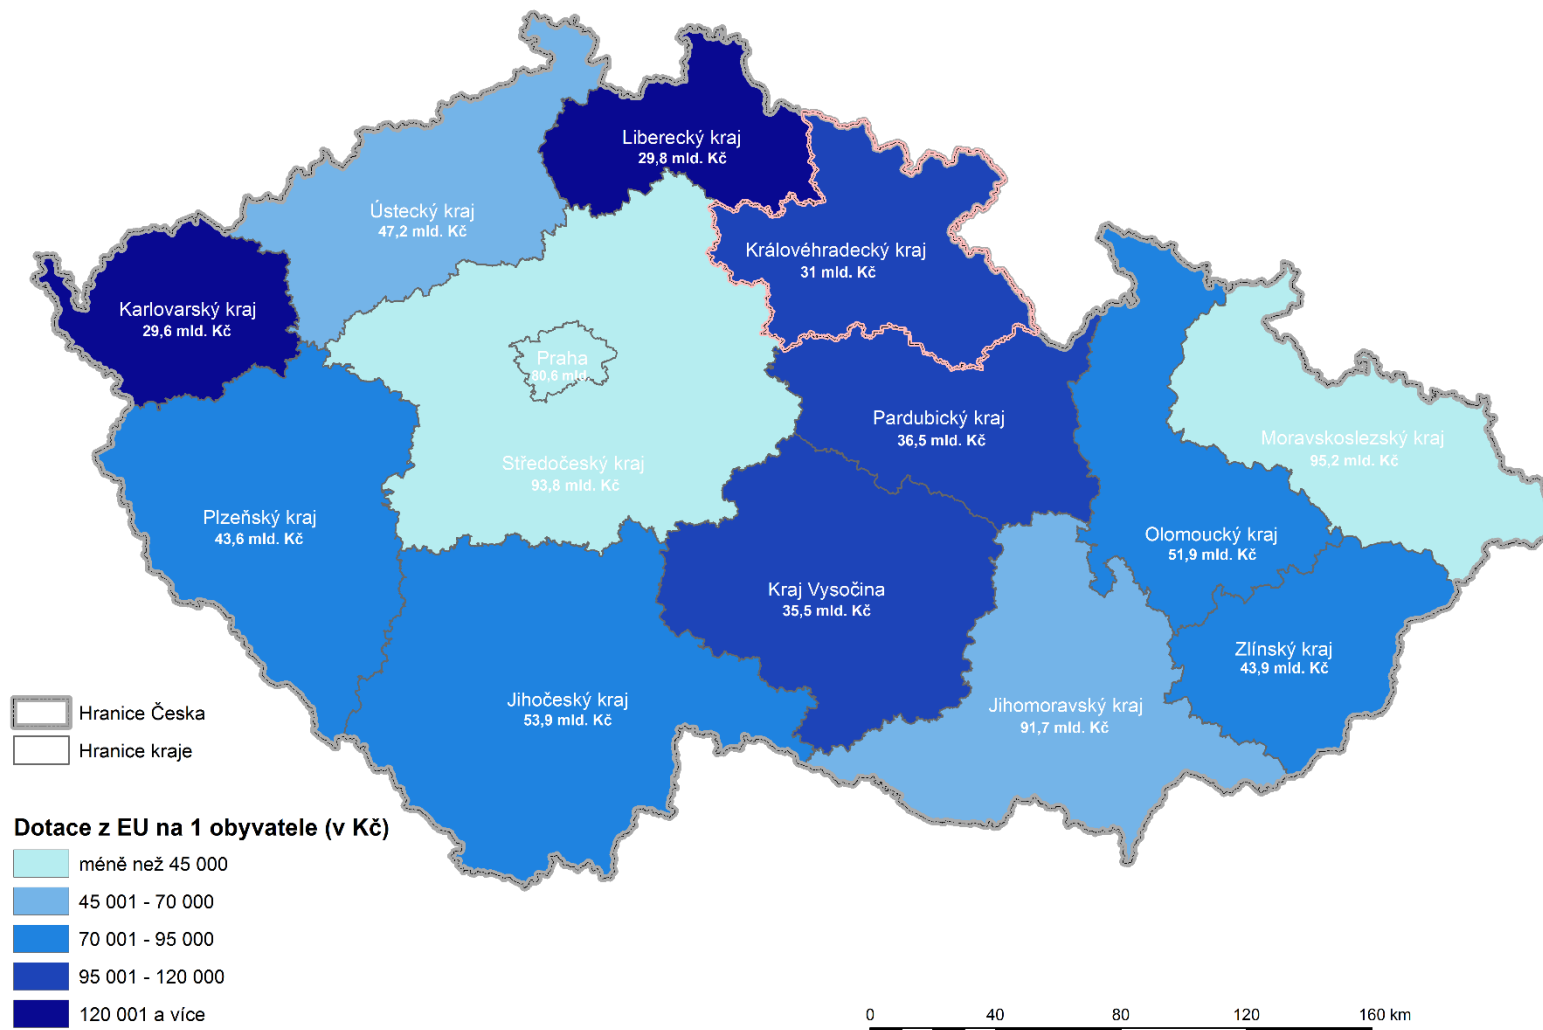 Liberecký kraj
29,8 mld. Kč
Ústecký kraj
47,2 mld. Kč
Královéhradecký kraj
31 mld. Kč
Karlovarský kraj
29,6 mld. Kč
Praha
80,6 mld.
Pardubický kraj
36,5 mld. Kč
Moravskoslezský kraj
95,2 mld. Kč
Středočeský kraj
93,8 mld. Kč
Plzeňský kraj
43,6 mld. Kč
Olomoucký kraj
51,9 mld. Kč
Kraj Vysočina
35,5 mld. Kč
Zlínský kraj
43,9 mld. Kč
Jihočeský kraj
53,9 mld. Kč
Jihomoravský kraj
91,7 mld. Kč
Hranice Česka
Hranice kraje
Dotace z EU na 1 obyvatele (v Kč)
méně než 45 000
45 001 - 70 000
70 001 - 95 000
95 001 - 120 000
120 001 a více
0 40 80 120 160 km